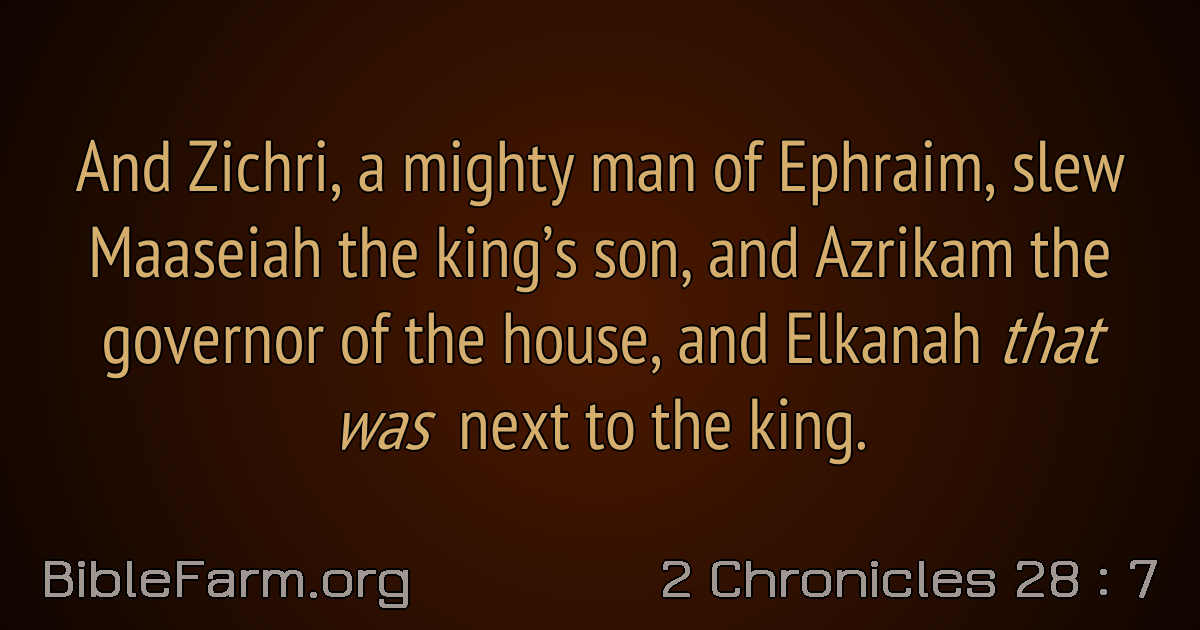 And Zichri, a mighty man of Ephraim, slew
Maaseiah the king’s son, and Azrikam the
governor of the house, and Elkanah that
was next to the king.
BibleFarm.org
2 Chronicles 28 : 7